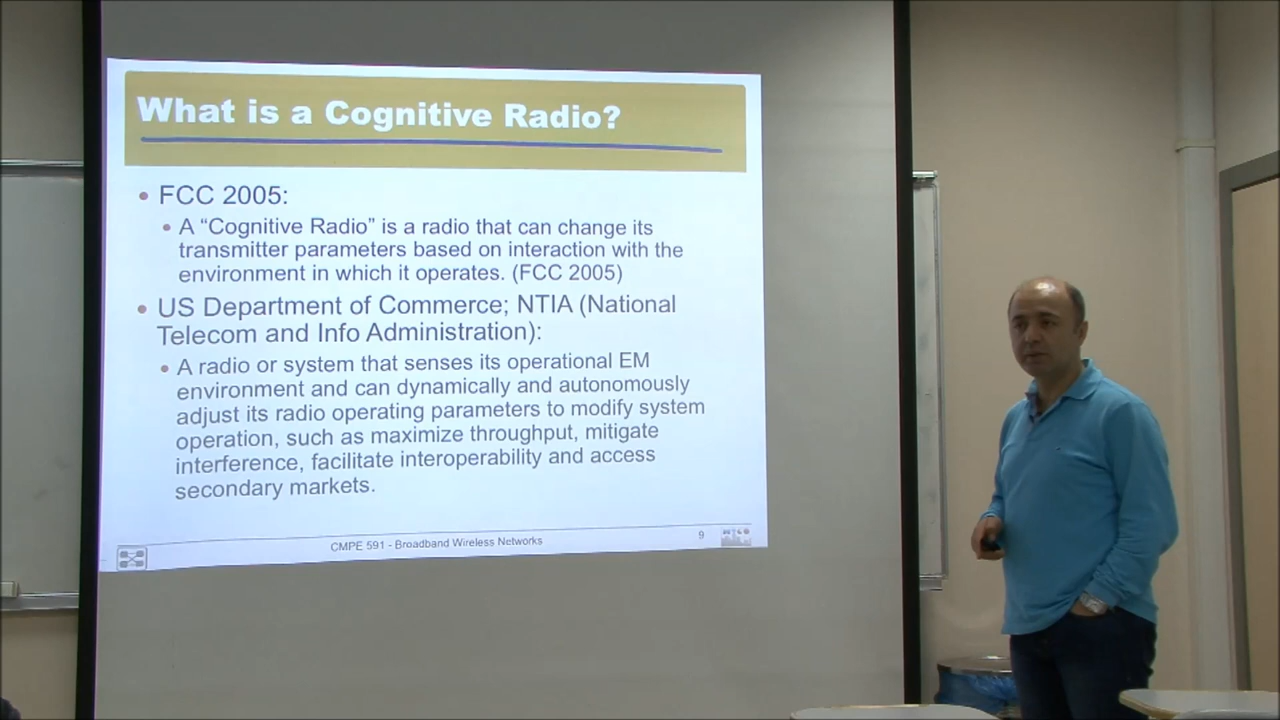 What is a Cognitive Radio?
• FCC 2005:
• A “Cognitive Radio” is a radio that can change its
transmitter parameters based on interaction with the
environment in which it operates. (FCC 2005)
• US Department of Commerce; NTIA (National
Telecom and Info Administration):
• A radio or system that senses its operational EM
environment and can dynamically and autonomously
adjust its radio operating parameters to modify system
operation, such as maximize throughput, mitigate
interference, facilitate interoperability and access
secondary markets.
CMPE 591 - Broadband Wireless Networks
9